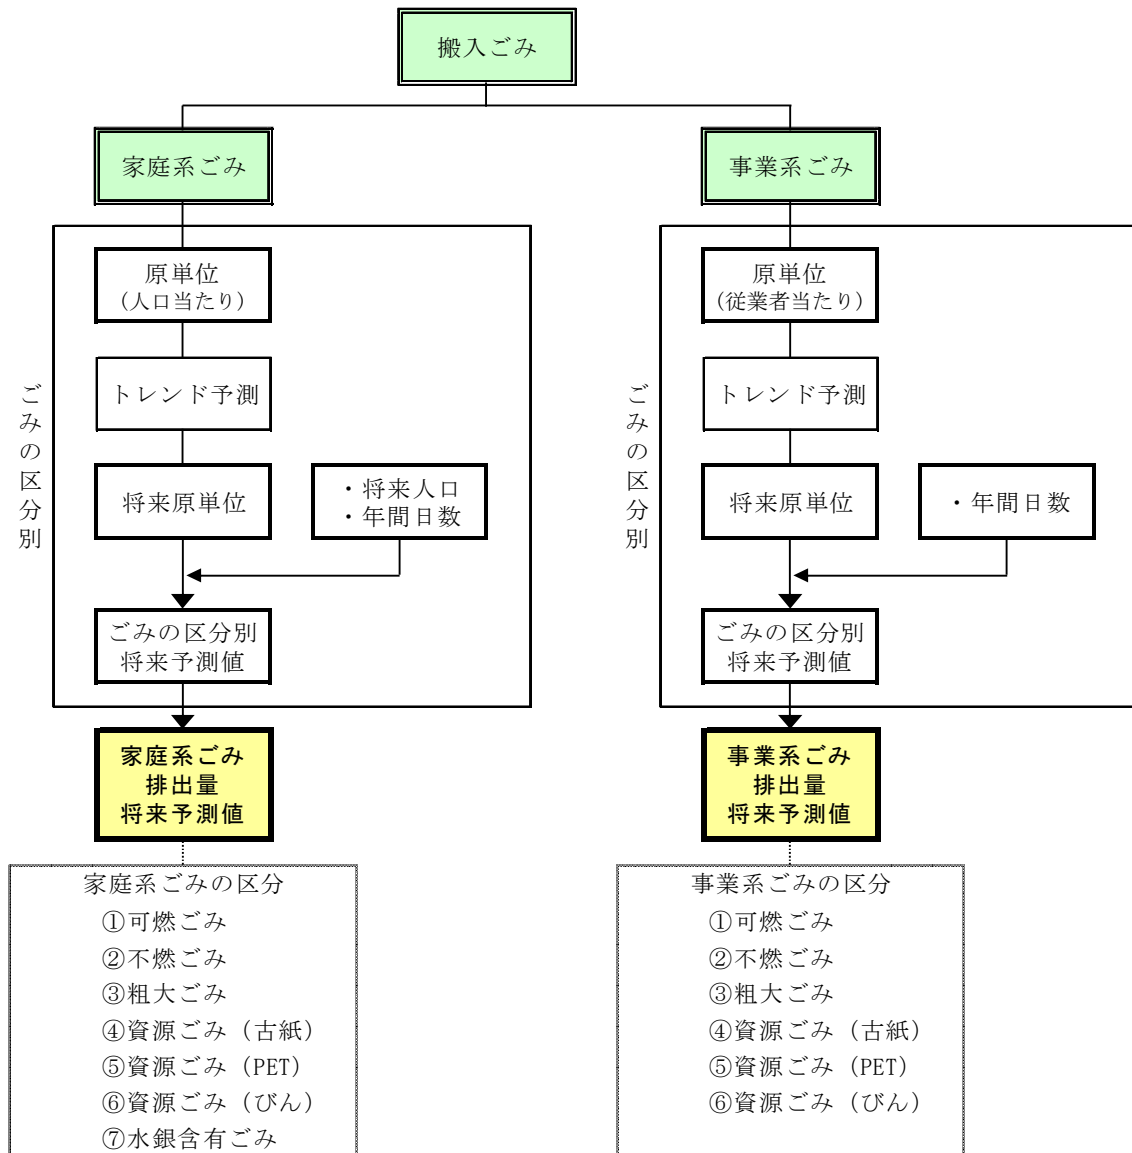 搬入ごみ
家庭系ごみ
ごみの区分別
原単位
（人口当たり）
トレンド予測
将来原単位
・将来人口
・年間日数
ごみの区分別
将来予測値
家庭系ごみ
排出量
将来予測値
家庭系ごみの区分
①可燃ごみ
②不燃ごみ
③粗大ごみ
④資源ごみ（古紙）
⑤資源ごみ（PET）
⑥資源ごみ（びん）
⑦水銀含有ごみ
事業系ごみ
ごみの区分別
原単位
（従業者当たり）
トレンド予測
将来原単位
・年間日数
ごみの区分別
将来予測値
事業系ごみ
排出量
将来予測値
事業系ごみの区分
①可燃ごみ
②不燃ごみ
③粗大ごみ
④資源ごみ（古紙）
⑤資源ごみ（PET）
⑥資源ごみ（びん）